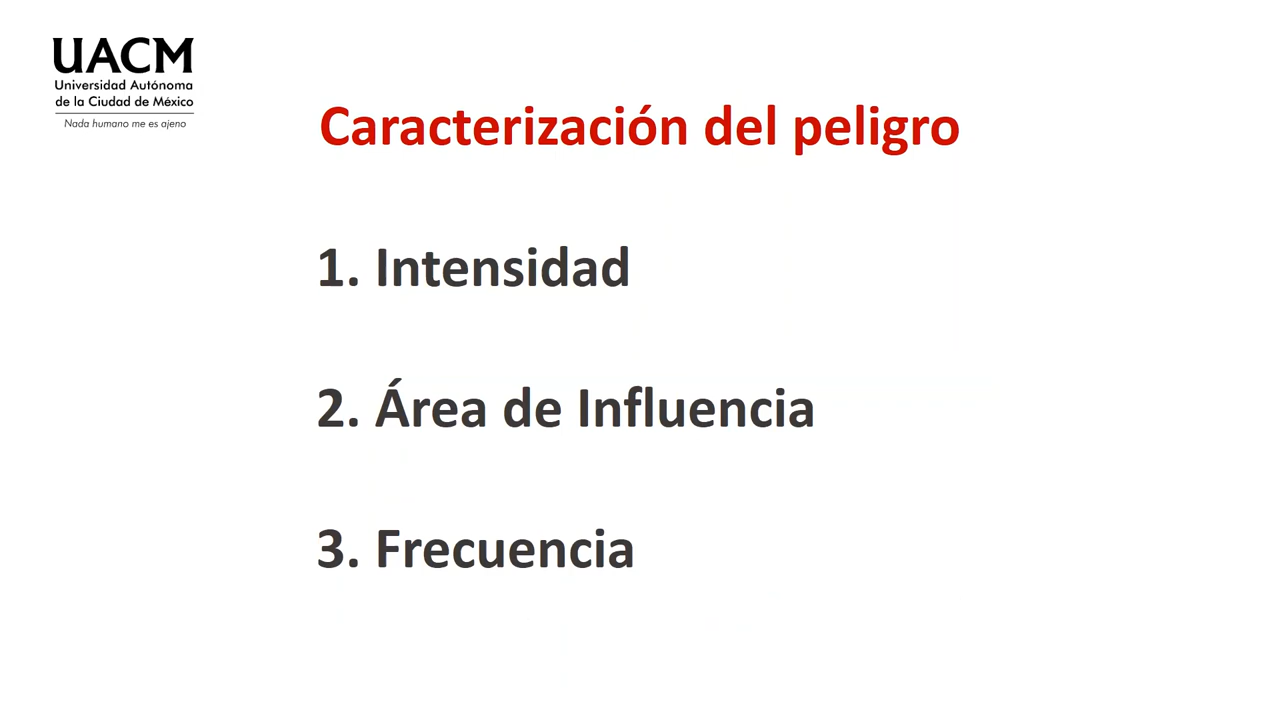 UACM
Universidad Autónoma
de la Ciudad de México
Nada humano me es ajeno
Caracterización del peligro
1. Intensidad
2. Área de Influencia
3. Frecuencia